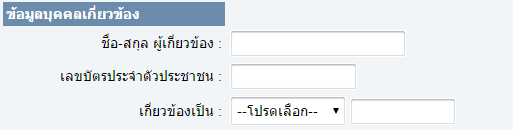 ข้อมูลบุคคลเกี่ยวข้อง
ชื่อ-สกุล ผู้เกี่ยวข้อง :
เลขบัตรประจำตัวประชาชน :
เกี่ยวข้องเป็น : --โปรดเลือก--